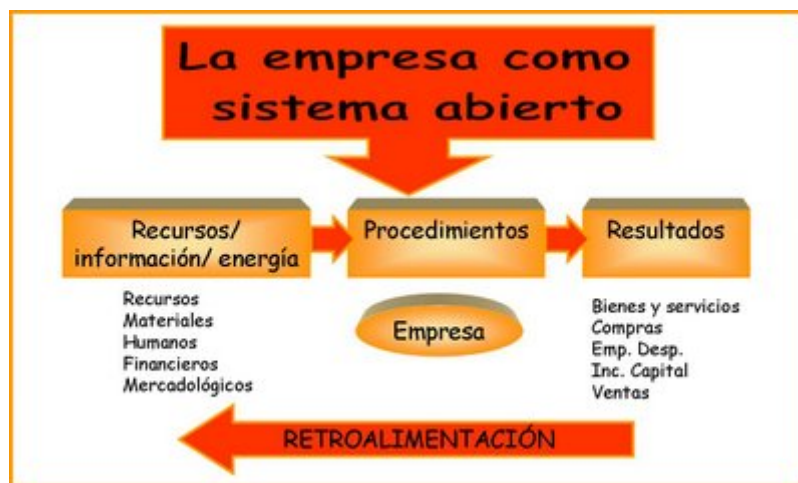 La empresa como
sistema abierto
Recursos/
información/ energía
Procedimientos
Resultados
Recursos
Materiales
Humanos
Financieros
Mercadológicos
Empresa
Bienes y servicios
Compras
Emp. Desp.
Inc. Capital
Ventas
RETROALIMENTACIÓN